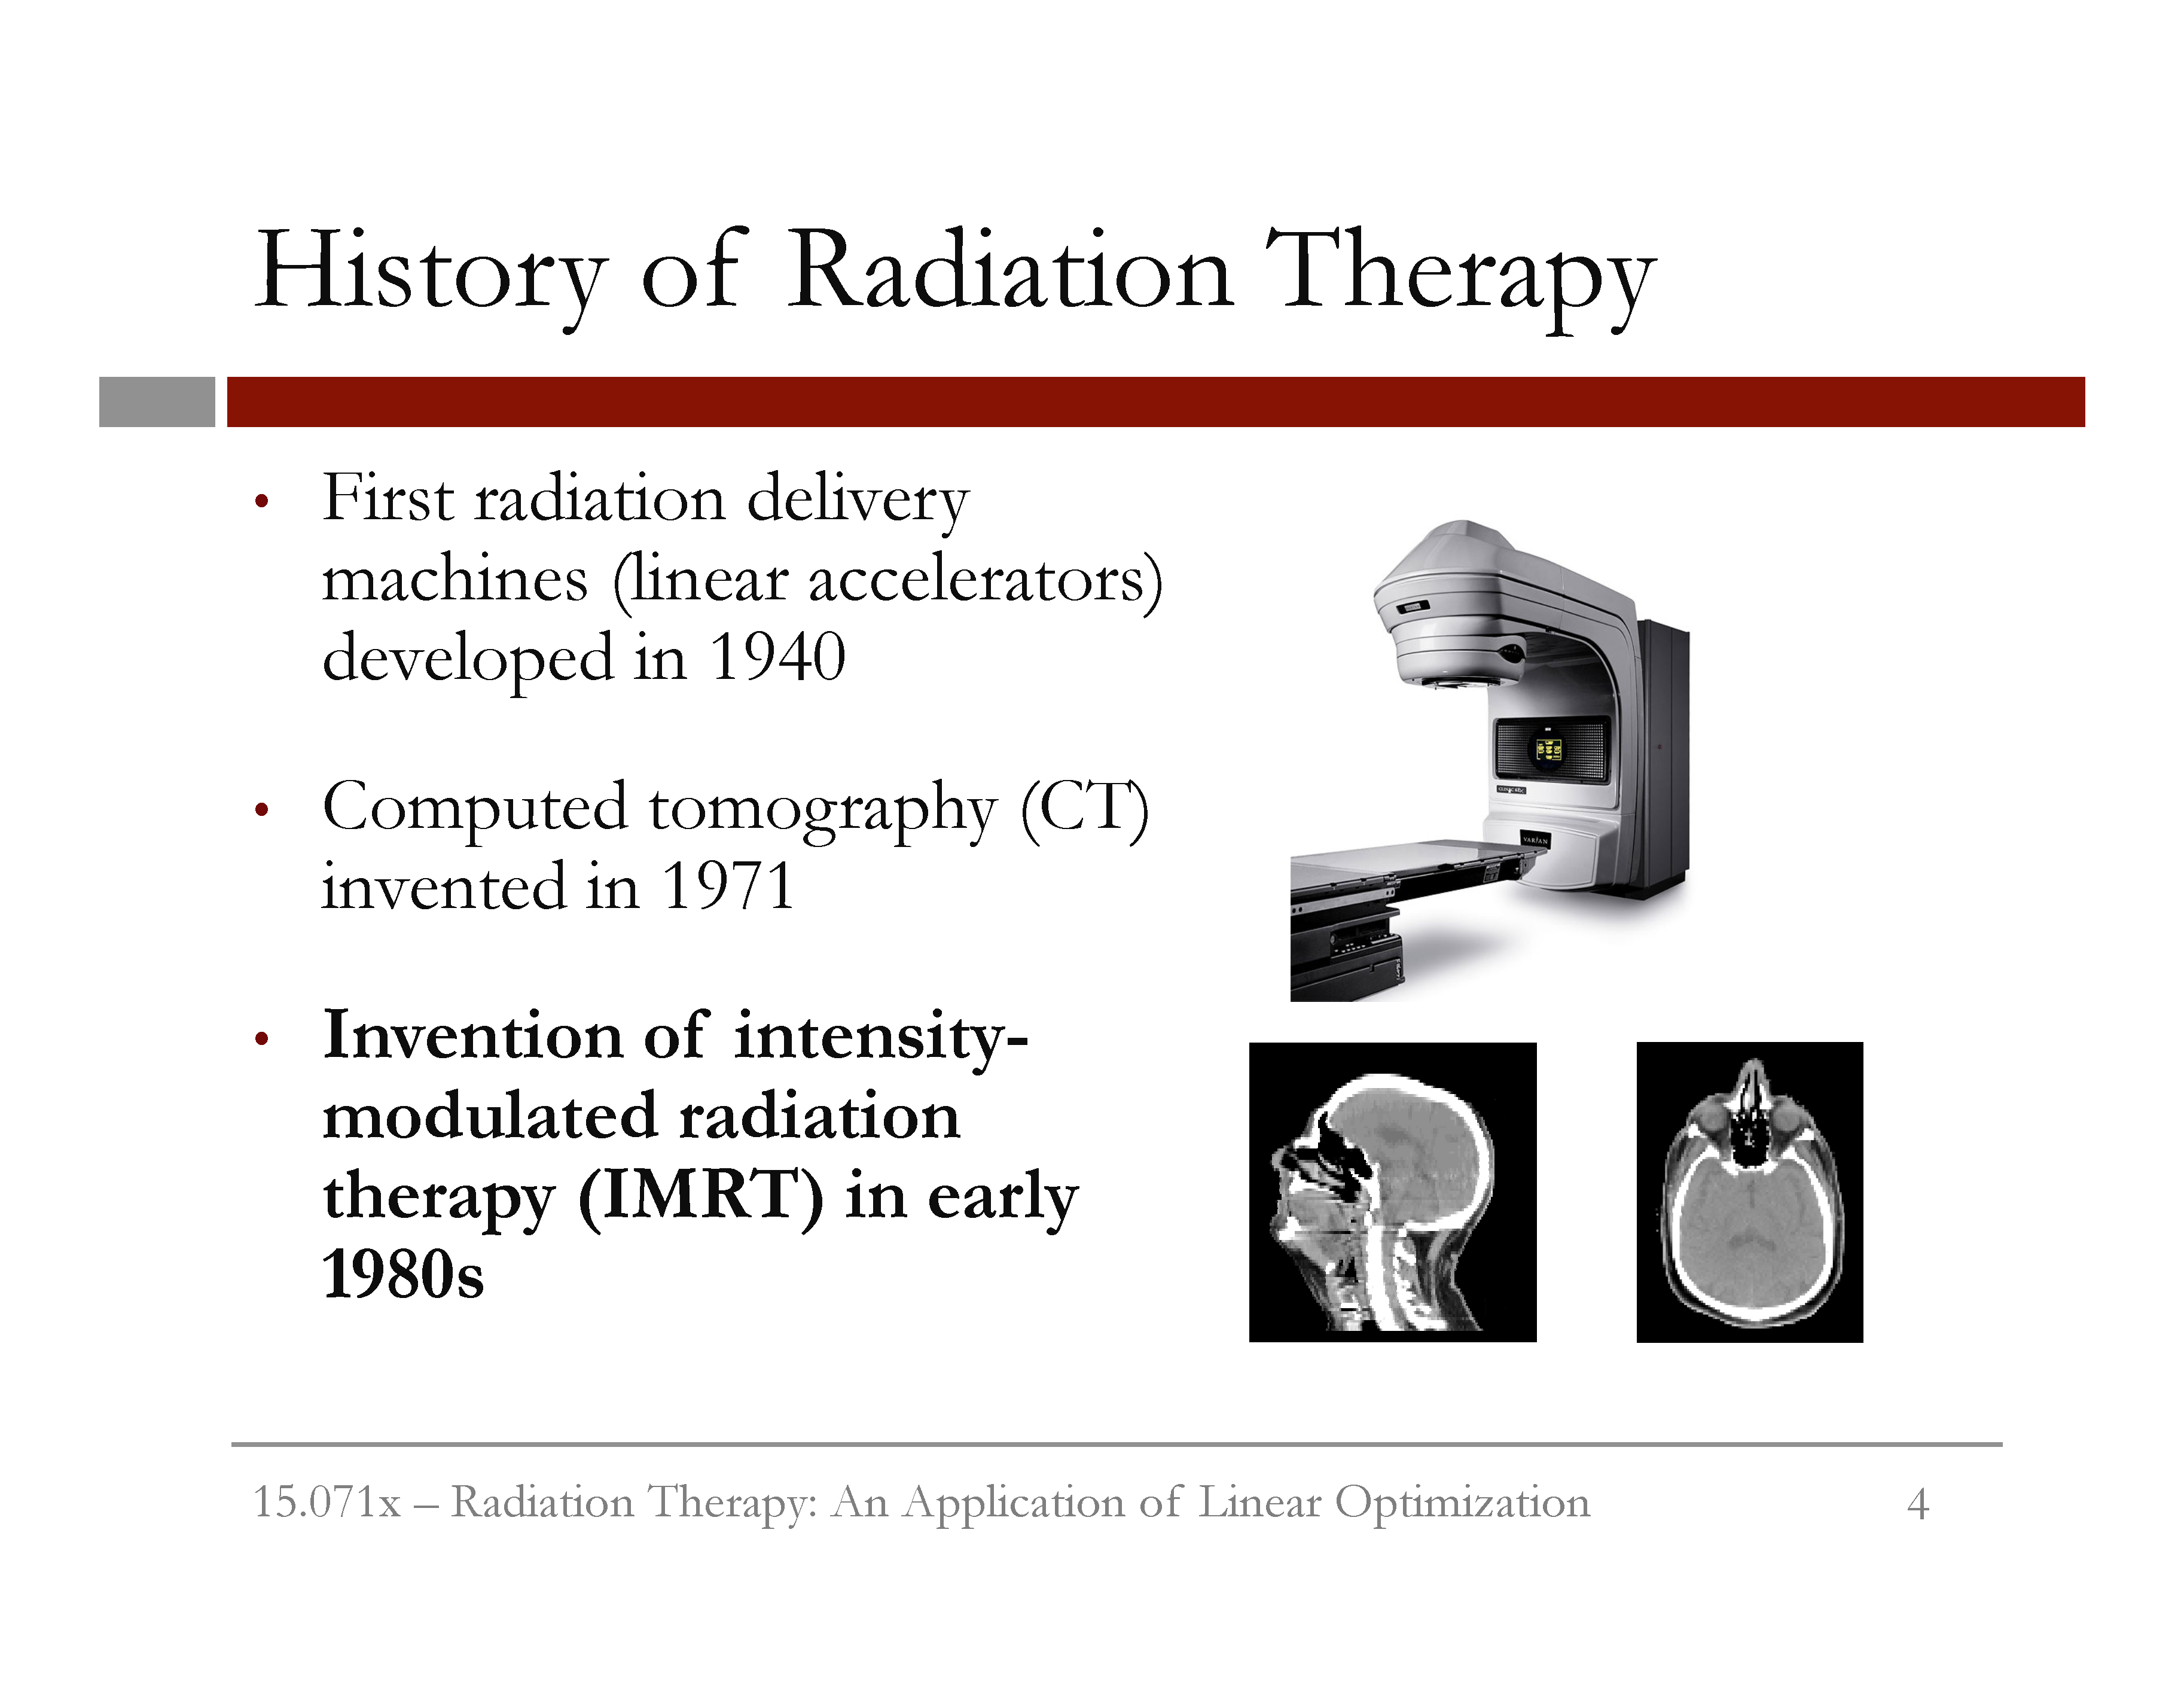 History of Radiation Therapy
• First radiation delivery
machines (linear accelerators)
developed in 1940
• Computed tomography (CT)
invented in 1971
• Invention of intensity-
modulated radiation
therapy (IMRT) in early
1980s
VARIAN
15.071x – Radiation Therapy: An Application of Linear Optimization
4